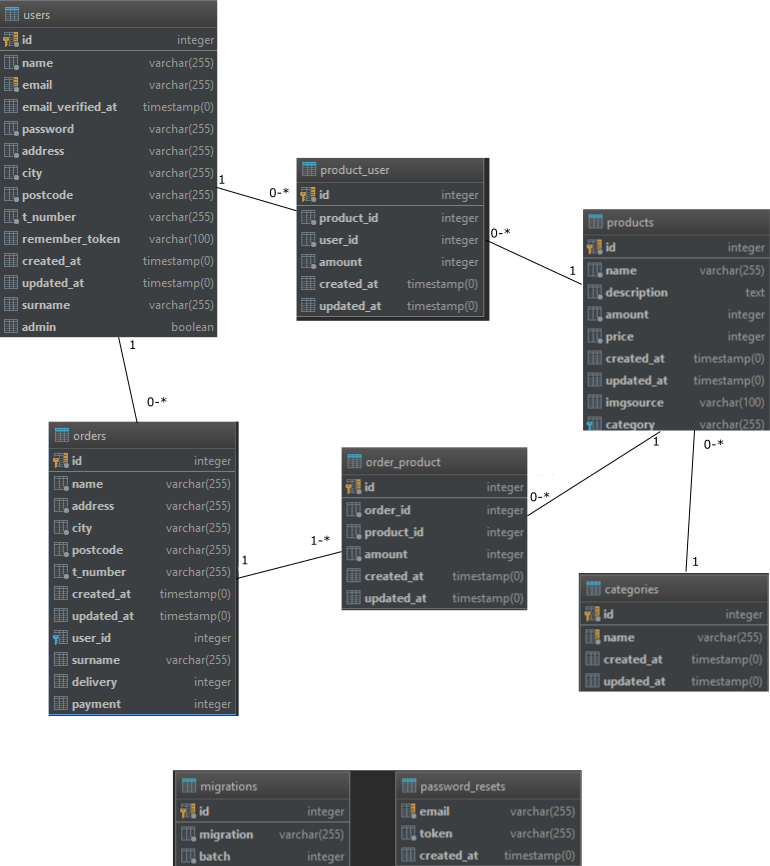 users
id integer
name varchar(255)
email varchar(255)
email_verified_at timestamp(0)
password varchar(255)
address varchar(255)
city varchar(255)
postcode varchar(255)
t_number varchar(255)
remember_token varchar(100)
created_at timestamp(0)
updated_at timestamp(0)
surname varchar(255)
admin boolean
1
0-*
product_user
id integer
product_id integer
user_id integer
amount integer
created_at timestamp(0)
updated_at timestamp(0)
0-*
1
products
id integer
name varchar(255)
description text
amount integer
price integer
created_at timestamp(0)
updated_at timestamp(0)
imgsource varchar(100)
category varchar(255)
1
0-*
orders
id integer
name varchar(255)
address varchar(255)
city varchar(255)
postcode varchar(255)
t_number varchar(255)
created_at timestamp(0)
updated_at timestamp(0)
user_id integer
surname varchar(255)
delivery integer
payment integer
1
1-*
order_product
id integer
order_id integer
product_id integer
amount integer
created_at timestamp(0)
updated_at timestamp(0)
0-*
1
0-*
1
categories
id integer
name varchar(255)
created_at timestamp(0)
updated_at timestamp(0)
migrations
id integer
migration varchar(255)
batch integer
password_resets
email varchar(255)
token varchar(255)
created_at timestamp(0)